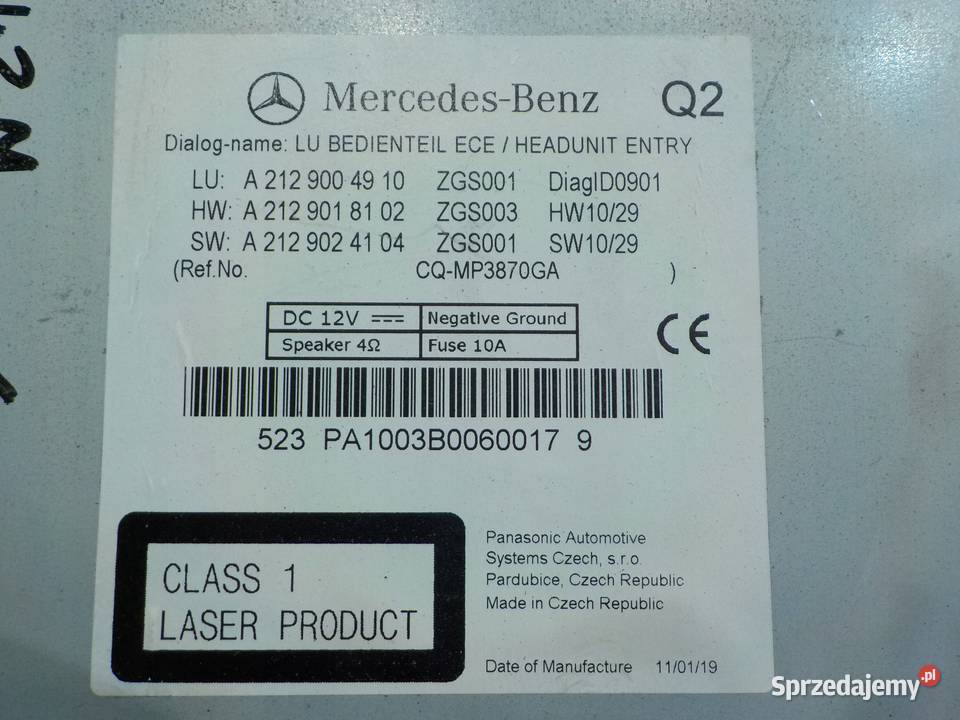 Mercedes-Benz Q2
Dialog-name: LU BEDIENTEIL ECE / HEADUNIT ENTRY
LU: A 212 900 49 10 ZGS001 DiagID0901
HW: A 212 901 81 02 ZGS003 HW10/29
SW: A 212 902 41 04 ZGS001 SW10/29
(Ref.No. CQ-MP3870GA )
DC 12V Negative Ground
Speaker 4Ω Fuse 10A
CE
523 PA1003B0060017 9
CLASS 1
LASER PRODUCT
Panasonic Automotive
Systems Czech, s.r.o.
Pardubice, Czech Republic
Made in Czech Republic
Date of Manufacture 11/01/19
Sprzedajemy.pl